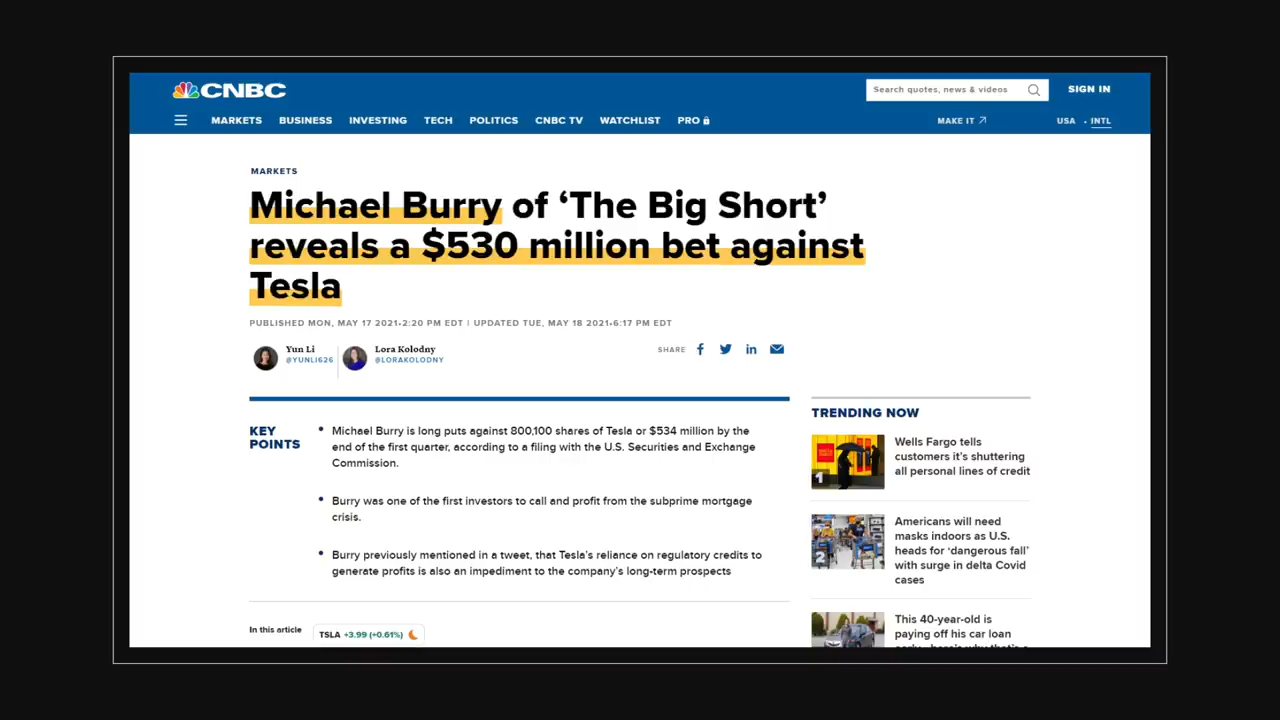 CNBC
Search quotes, news & videos
SIGN IN
MARKETS BUSINESS INVESTING TECH POLITICS CNBC TV WATCHLIST PRO
MAKE IT
USA • INTL
MARKETS
Michael Burry of ‘The Big Short’
reveals a $530 million bet against
Tesla
PUBLISHED MON, MAY 17 2021•2:20 PM EDT | UPDATED TUE, MAY 18 2021•6:17 PM EDT
Yun Li
@YUNLI626
Lora Kolodny
@LORAKOLODNY
SHARE
KEY
POINTS
• Michael Burry is long puts against 800,100 shares of Tesla or $534 million by the
end of the first quarter, according to a filing with the U.S. Securities and Exchange
Commission.
• Burry was one of the first investors to call and profit from the subprime mortgage
crisis.
• Burry previously mentioned in a tweet, that Tesla’s reliance on regulatory credits to
generate profits is also an impediment to the company’s long-term prospects
In this article
TSLA +3.99 (+0.61%)
TRENDING NOW
1
Wells Fargo tells
customers it’s shuttering
all personal lines of credit
2
Americans will need
masks indoors as U.S.
heads for ‘dangerous fall’
with surge in delta Covid
cases
This 40-year-old is
paying off his car loan